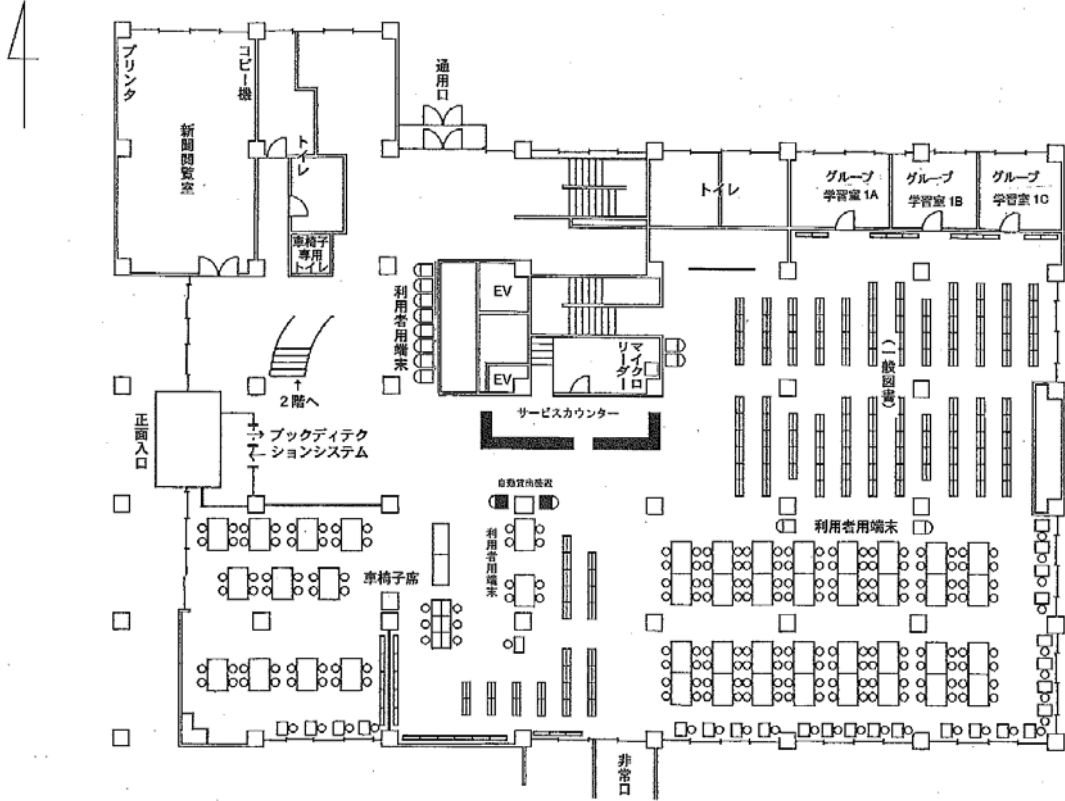 プリンタ
コピー機
新聞閲覧室
トイレ
車椅子
専用
トイレ
通用口
トイレ
グループ
学習室 1A
グループ
学習室 1B
グループ
学習室 1C
利用者用端末
EV
EV
マイクロ
リーダー
(一般図書)
2階へ
正面入口
ブックディテク
ションシステム
サービスカウンター
自動貸出装置
利用者用端末
利用者用端末
車椅子席
非常口